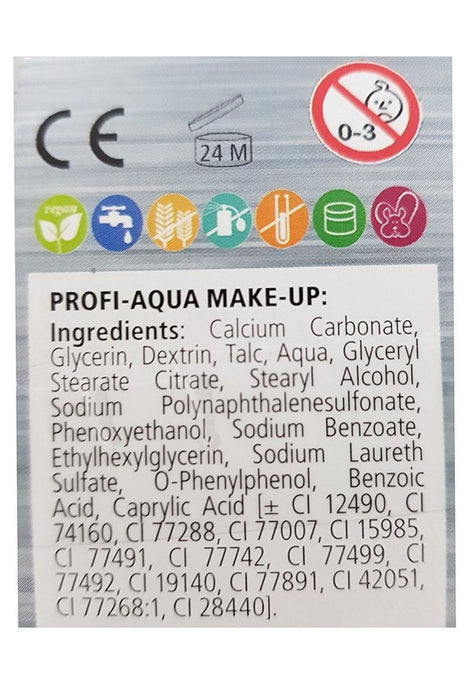 CE
24 M
0-3
vegan
PROFI-AQUA MAKE-UP:
Ingredients: Calcium Carbonate,
Glycerin, Dextrin, Talc, Aqua, Glyceryl
Stearate Citrate, Stearyl Alcohol,
Sodium Polynaphthalenesulfonate,
Phenoxyethanol, Sodium Benzoate,
Ethylhexylglycerin, Sodium Laureth
Sulfate, O-Phenylphenol, Benzoic
Acid, Caprylic Acid [± CI 12490, CI
74160, CI 77288, CI 77007, CI 15985,
CI 77491, CI 77742, CI 77499, CI
77492, CI 19140, CI 77891, CI 42051,
CI 77268:1, CI 28440].